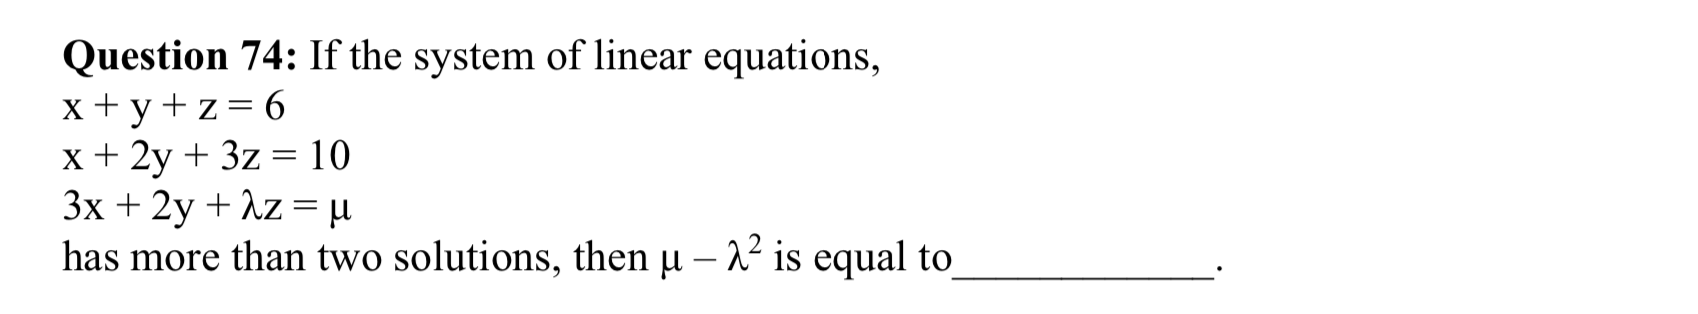 Question 74: If the system of linear equations,
x + y + z = 6
x + 2y + 3z = 10
3x + 2y + λz = μ
has more than two solutions, then μ – λ² is equal to______________.